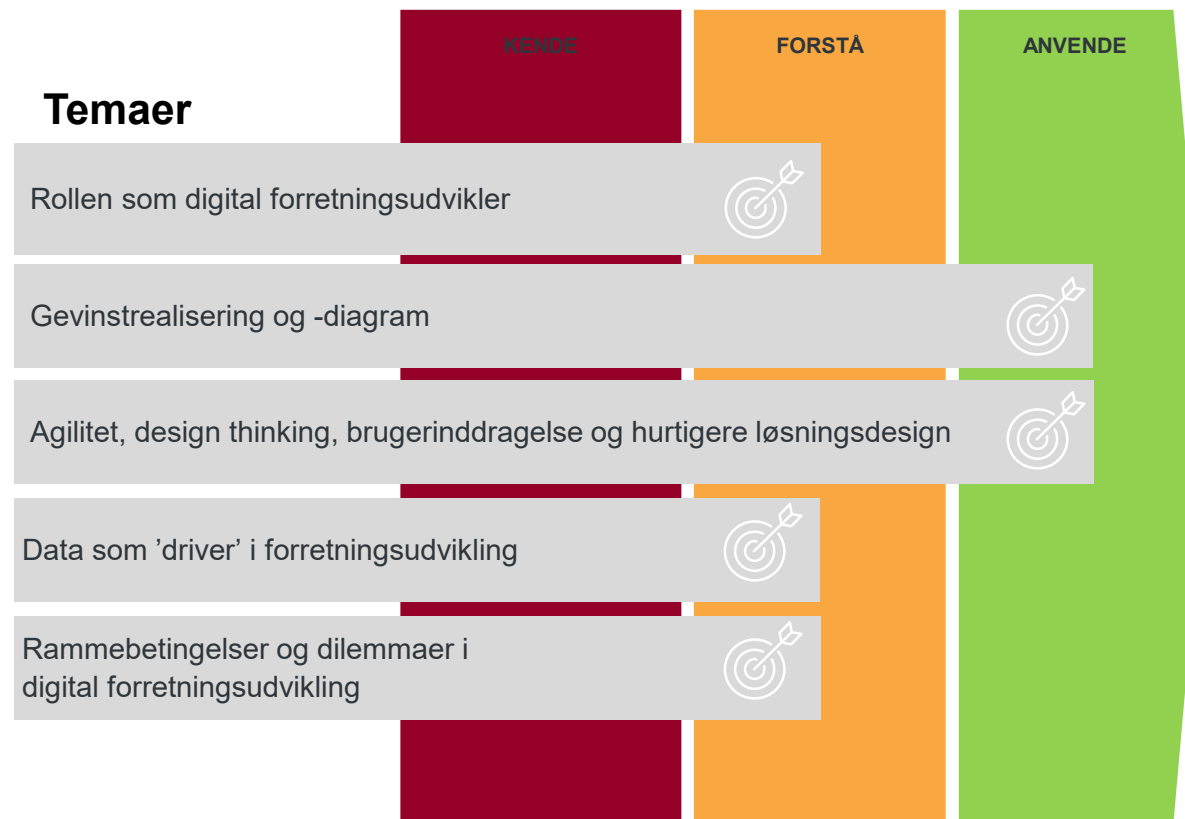 KENDE
FORSTÅ
ANVENDE
Temaer
Rollen som digital forretningsudvikler
Gevinstrealisering og -diagram
Agilitet, design thinking, brugerinddragelse og hurtigere løsningsdesign
Data som ’driver’ i forretningsudvikling
Rammebetingelser og dilemmaer i
digital forretningsudvikling